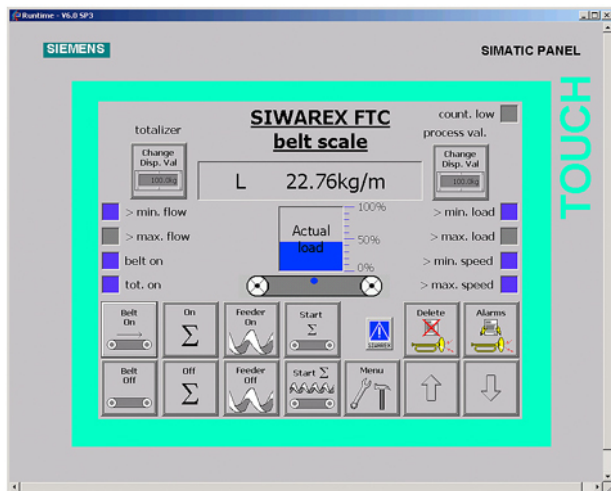 Runtime - V6.0 SP3
SIEMENS
SIMATIC PANEL
TOUCH
SIWAREX FTC
belt scale
count. low
totalizer
process val.
Change
Disp. Val
100.0kg
Change
Disp. Val
100.0kg
L 22.76kg/m
> min. flow
> max. flow
belt on
tot. on
Actual
load
100%
50%
0%
> min. load
> max. load
> min. speed
> max. speed
Belt
On
On
Σ
Feeder
On
Start
Σ
Delete
Alarms
Belt
Off
Off
Σ
Feeder
Off
Start Σ
Menu